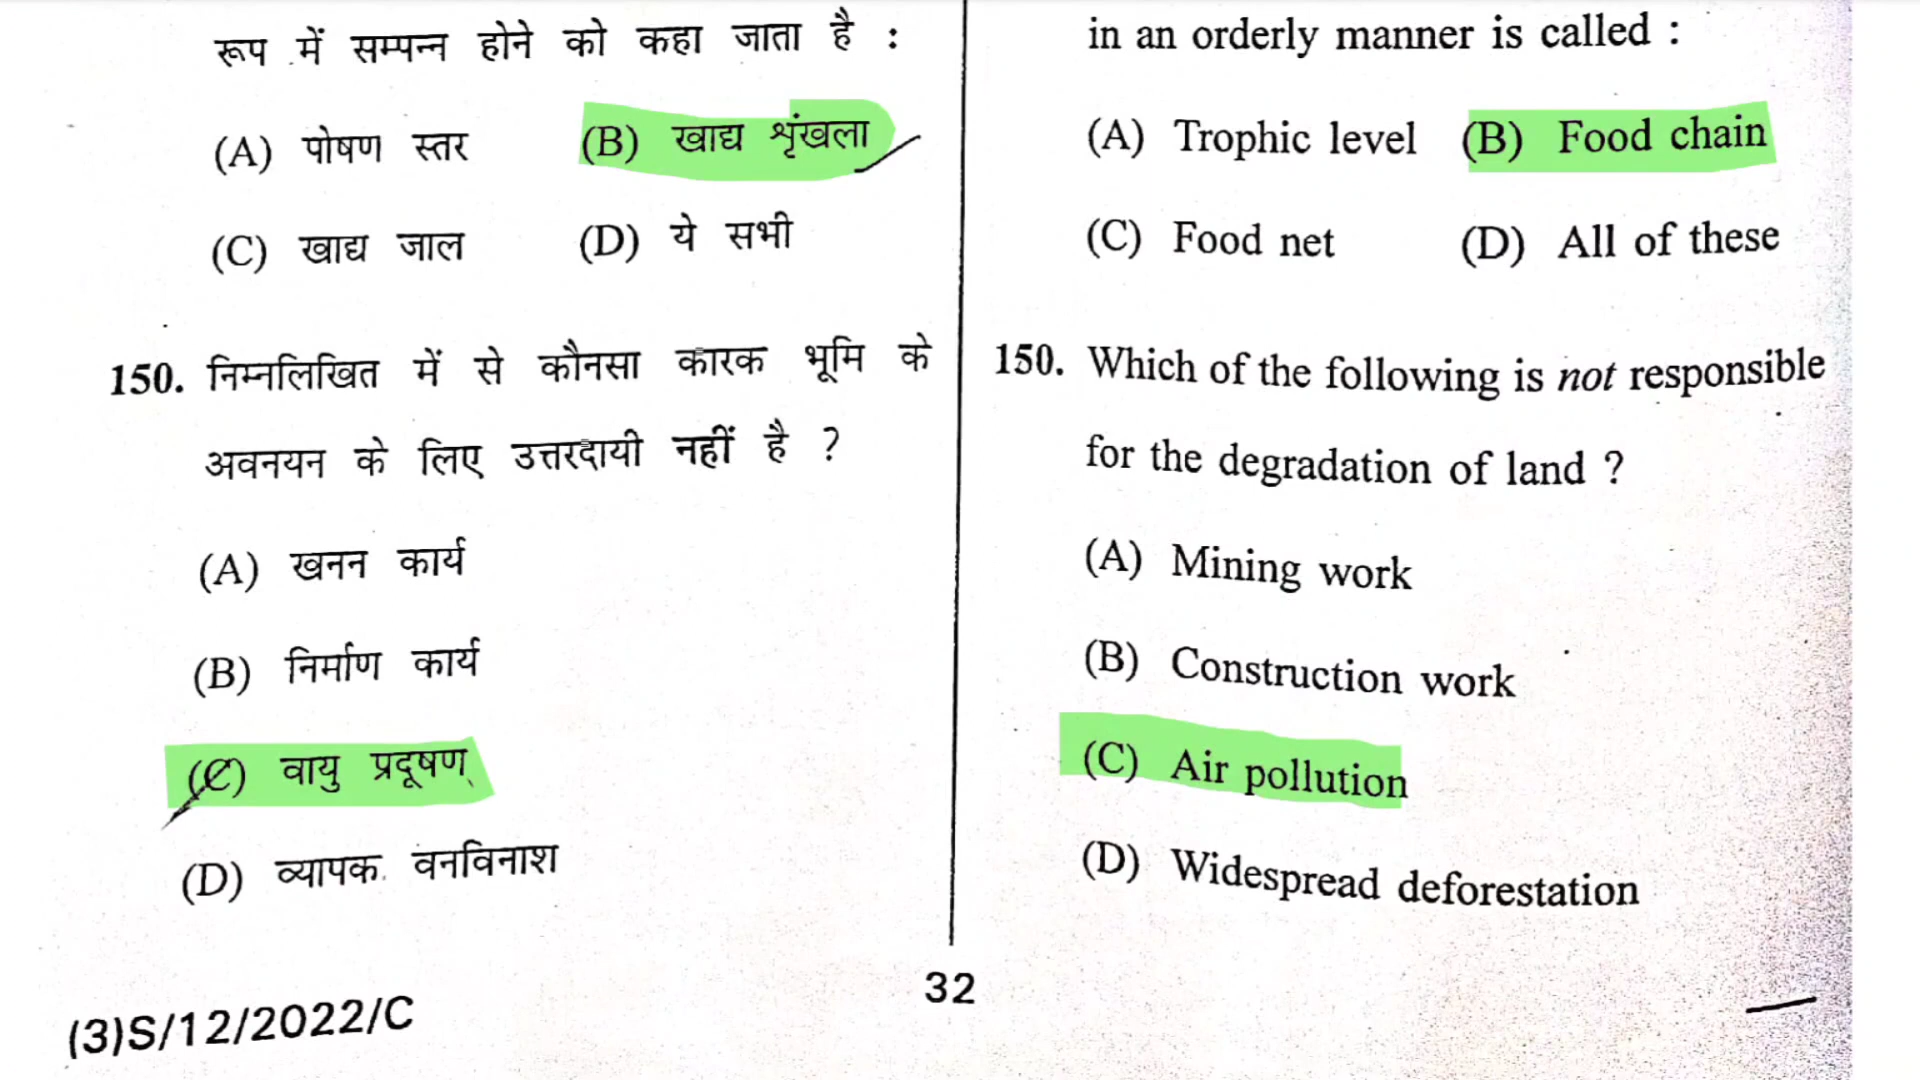 रूप में सम्पन्न होने को कहा जाता है :
(A) पोषण स्तर (B) खाद्य शृंखला
(C) खाद्य जाल (D) ये सभी
150. निम्नलिखित में से कौनसा कारक भूमि के
अवनयन के लिए उत्तरदायी नहीं है ?
(A) खनन कार्य
(B) निर्माण कार्य
(C) वायु प्रदूषण
(D) व्यापक वनविनाश
in an orderly manner is called :
(A) Trophic level (B) Food chain
(C) Food net (D) All of these
150. Which of the following is not responsible
for the degradation of land ?
(A) Mining work
(B) Construction work
(C) Air pollution
(D) Widespread deforestation
32
(3)S/12/2022/C